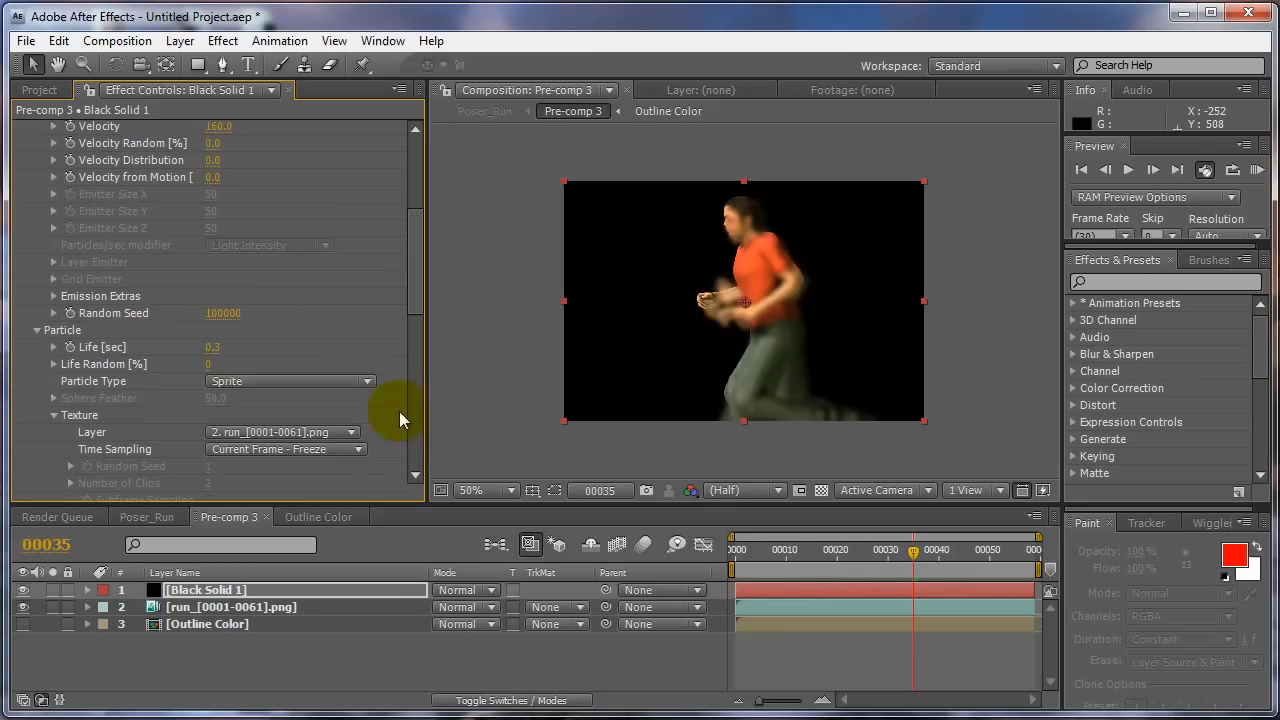 Adobe After Effects - Untitled Project.aep *
File Edit Composition Layer Effect Animation View Window Help
Workspace: Standard Search Help
Project Effect Controls: Black Solid 1
Pre-comp 3 • Black Solid 1
Velocity 160.0
Velocity Random [%] 0.0
Velocity Distribution 0.0
Velocity from Motion [ 0.0
Emitter Size X 50
Emitter Size Y 50
Emitter Size Z 50
Particles/sec modifier Light Intensity
Layer Emitter
Grid Emitter
Emission Extras
Random Seed 100000
Particle
Life [sec] 0.3
Life Random [%] 0
Particle Type Sprite
Sphere Feather 50.0
Texture
Layer 2. run_[0001-0061].png
Time Sampling Current Frame - Freeze
Random Seed 1
Number of Clips 2
Subframe Sampling
Composition: Pre-comp 3 Layer: (none) Footage: (none)
Poser_Run Pre-comp 3 Outline Color
50% 00035 (Half) Active Camera 1 View
Info Audio
R: X: -252
G: Y: 508
Preview
RAM Preview Options
Frame Rate Skip Resolution
(30) 0 Auto
Effects & Presets Brushes
* Animation Presets
3D Channel
Audio
Blur & Sharpen
Channel
Color Correction
Distort
Expression Controls
Generate
Keying
Matte
Render Queue Poser_Run Pre-comp 3 Outline Color
00035
# Layer Name Mode T TrkMat Parent
1 [Black Solid 1] Normal None
2 [run_[0001-0061].png] Normal None None
3 [Outline Color] Normal None None
0000 00010 00020 00030 00040 00050 000
Toggle Switches / Modes
Paint Tracker Wiggler
Opacity: 100 %
Flow: 100 % 13
Mode: Normal
Channels: RGBA
Duration: Constant 1 f
Erase: Layer Source & Paint
Clone Options
Preset: